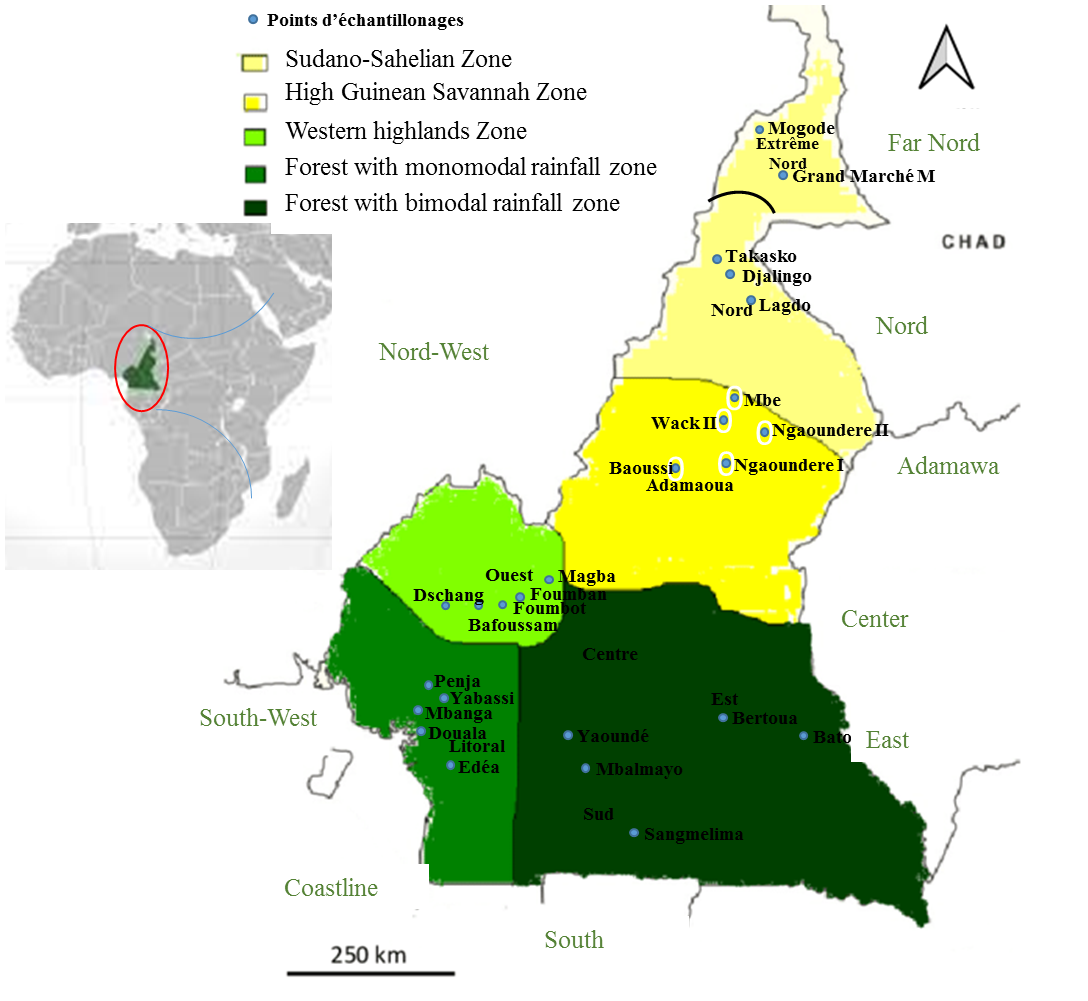 Points d'échantillonages
Sudano-Sahelian Zone
High Guinean Savannah Zone
Western highlands Zone
Forest with monomodal rainfall zone
Forest with bimodal rainfall zone
Mogode
Extrême
Nord
Grand Marché M
Far Nord
CHAD
Takasko
Djalingo
Nord
Lagdo
Nord
Nord-West
Mbe
Wack II
Ngaoundere II
Baoussi
Ngaoundere I
Adamaoua
Adamawa
Ouest
Magba
Dschang
Foumban
Foumbot
Bafoussam
Center
Centre
Penja
Yabassi
Mbanga
Douala
Litoral
Edéa
South-West
Est
Bertoua
Bato
East
Yaoundé
Mbalmayo
Sud
Sangmelima
Coastline
South
250 km